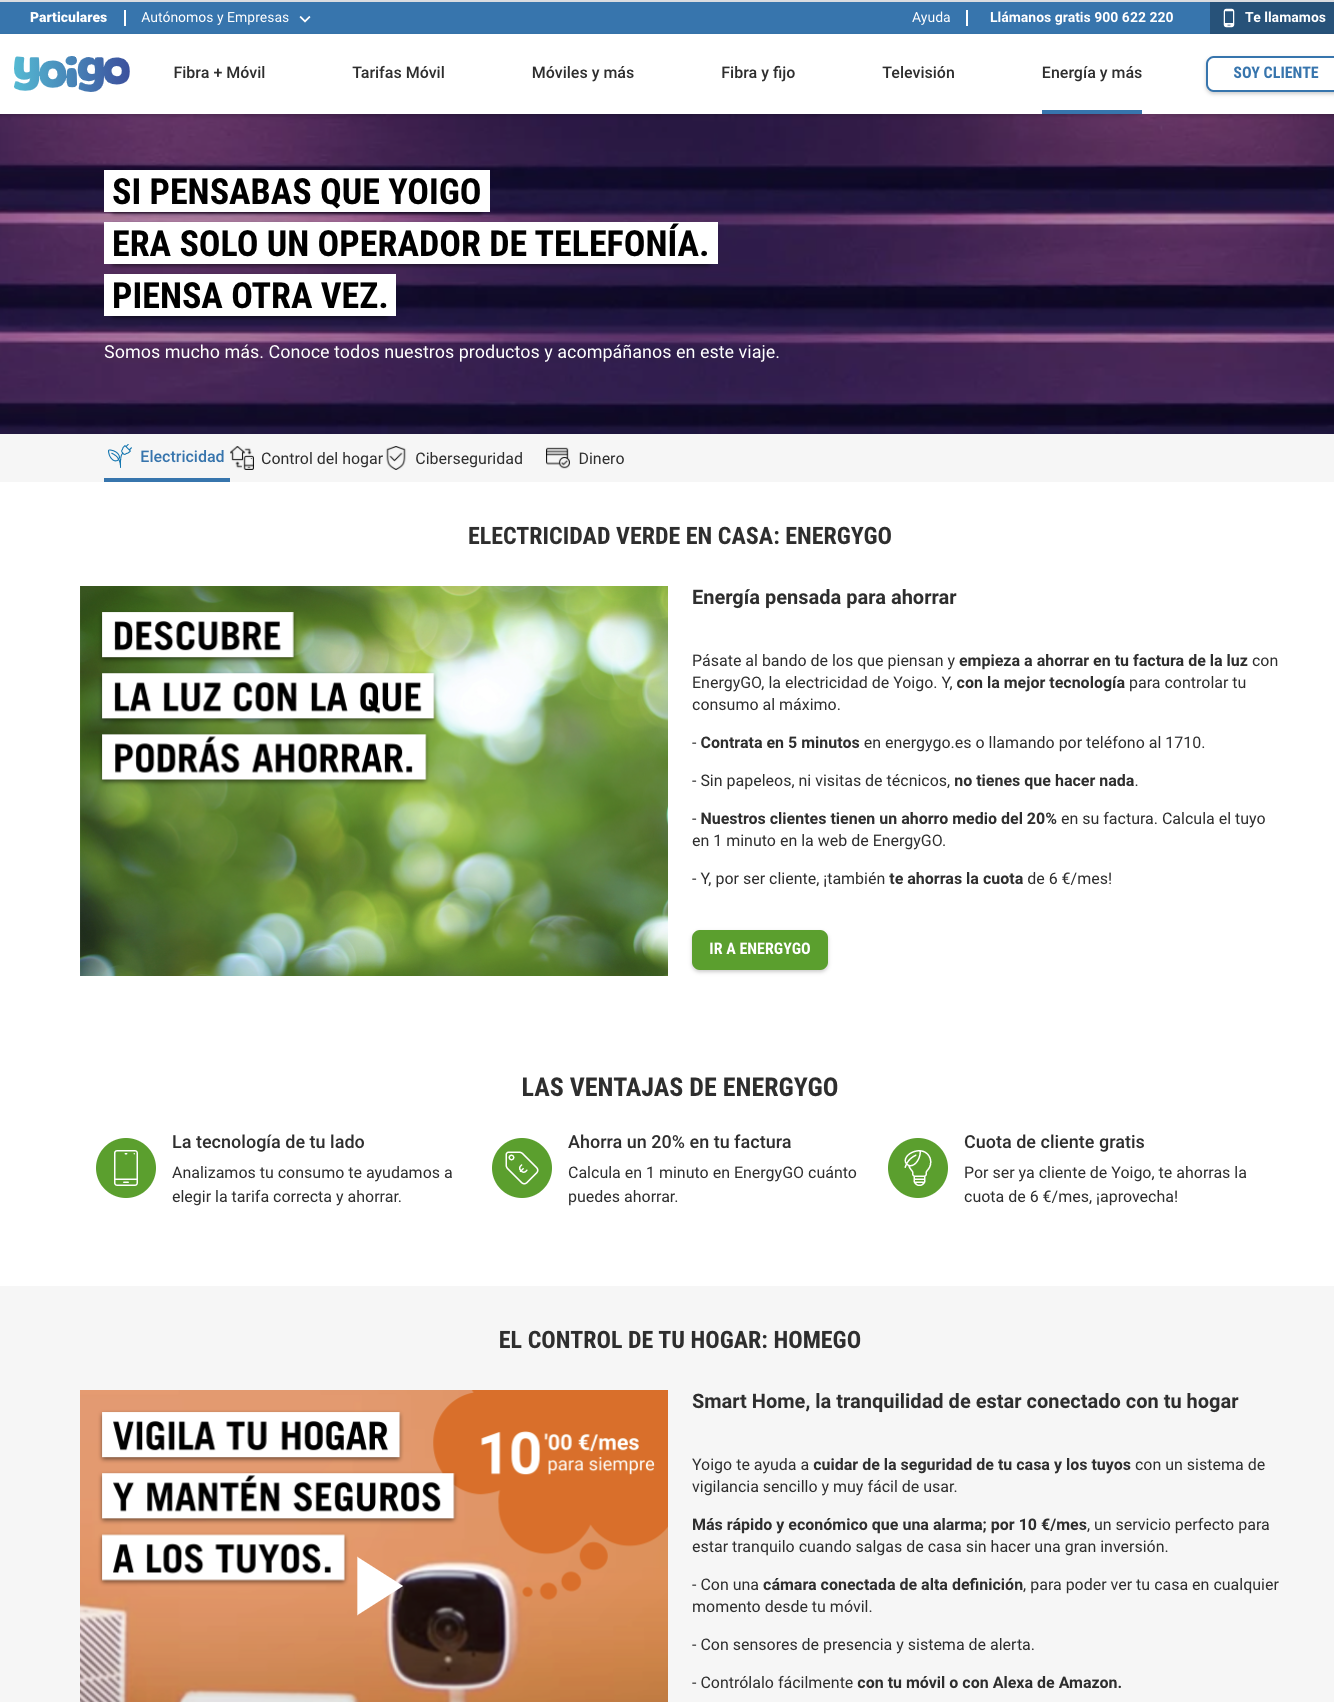 Particulares
Autónomos y Empresas
Ayuda
Llámanos gratis 900 622 220
Te llamamos
yoigo
Fibra + Móvil
Tarifas Móvil
Móviles y más
Fibra y fijo
Televisión
Energía y más
SOY CLIENTE
SI PENSABAS QUE YOIGO
ERA SOLO UN OPERADOR DE TELEFONÍA.
PIENSA OTRA VEZ.
Somos mucho más. Conoce todos nuestros productos y acompáñanos en este viaje.
Electricidad
Control del hogar
Ciberseguridad
Dinero
ELECTRICIDAD VERDE EN CASA: ENERGYGO
DESCUBRE
LA LUZ CON LA QUE
PODRÁS AHORRAR.
Energía pensada para ahorrar
Pásate al bando de los que piensan y empieza a ahorrar en tu factura de la luz con
EnergyGO, la electricidad de Yoigo. Y, con la mejor tecnología para controlar tu
consumo al máximo.
- Contrata en 5 minutos en energygo.es o llamando por teléfono al 1710.
- Sin papeleos, ni visitas de técnicos, no tienes que hacer nada.
- Nuestros clientes tienen un ahorro medio del 20% en su factura. Calcula el tuyo
en 1 minuto en la web de EnergyGO.
- Y, por ser cliente, ¡también te ahorras la cuota de 6 €/mes!
IR A ENERGYGO
LAS VENTAJAS DE ENERGYGO
La tecnología de tu lado
Analizamos tu consumo te ayudamos a
elegir la tarifa correcta y ahorrar.
Ahorra un 20% en tu factura
Calcula en 1 minuto en EnergyGO cuánto
puedes ahorrar.
Cuota de cliente gratis
Por ser ya cliente de Yoigo, te ahorras la
cuota de 6 €/mes, ¡aprovecha!
EL CONTROL DE TU HOGAR: HOMEGO
VIGILA TU HOGAR
Y MANTÉN SEGUROS
A LOS TUYOS.
10'00 €/mes
para siempre
Smart Home, la tranquilidad de estar conectado con tu hogar
Yoigo te ayuda a cuidar de la seguridad de tu casa y los tuyos con un sistema de
vigilancia sencillo y muy fácil de usar.
Más rápido y económico que una alarma; por 10 €/mes, un servicio perfecto para
estar tranquilo cuando salgas de casa sin hacer una gran inversión.
- Con una cámara conectada de alta definición, para poder ver tu casa en cualquier
momento desde tu móvil.
- Con sensores de presencia y sistema de alerta.
- Contrólalo fácilmente con tu móvil o con Alexa de Amazon.